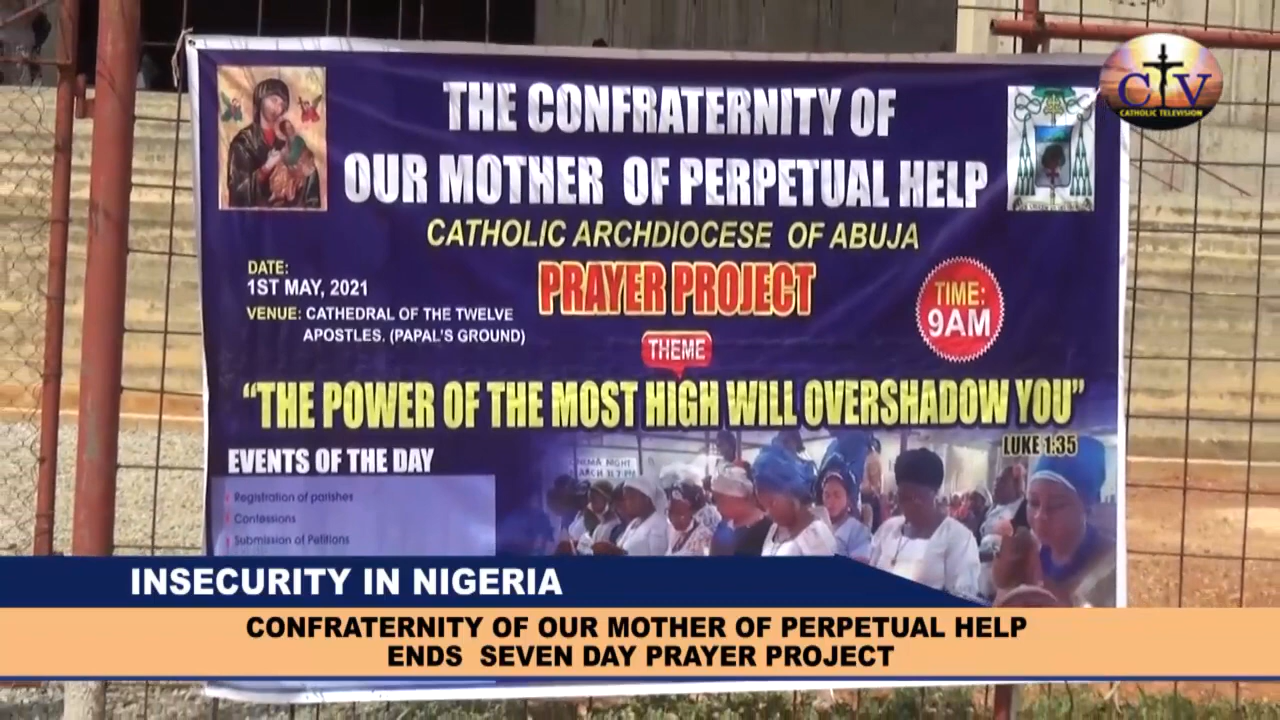 THE CONFRATERNITY OF
OUR MOTHER OF PERPETUAL HELP
CATHOLIC ARCHDIOCESE OF ABUJA
DATE:
1ST MAY, 2021
VENUE: CATHEDRAL OF THE TWELVE
APOSTLES. (PAPAL'S GROUND)
PRAYER PROJECT
TIME:
9AM
THEME
“THE POWER OF THE MOST HIGH WILL OVERSHADOW YOU”
LUKE 1:35
EVENTS OF THE DAY
Registration of parishes
Confessions
Submission of Petitions
CTV
CATHOLIC TELEVISION
INSECURITY IN NIGERIA
CONFRATERNITY OF OUR MOTHER OF PERPETUAL HELP
ENDS SEVEN DAY PRAYER PROJECT